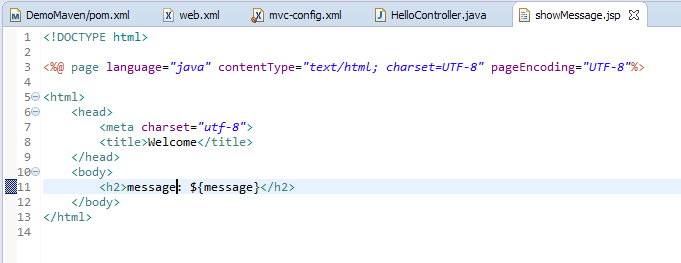 DemoMaven/pom.xml web.xml mvc-config.xml HelloController.java showMessage.jsp
1 <!DOCTYPE html>
2
3 <%@ page language="java" contentType="text/html; charset=UTF-8" pageEncoding="UTF-8"%>
4
5 <html>
6 <head>
7 <meta charset="utf-8">
8 <title>Welcome</title>
9 </head>
10 <body>
11 <h2>message: ${message}</h2>
12 </body>
13 </html>
14